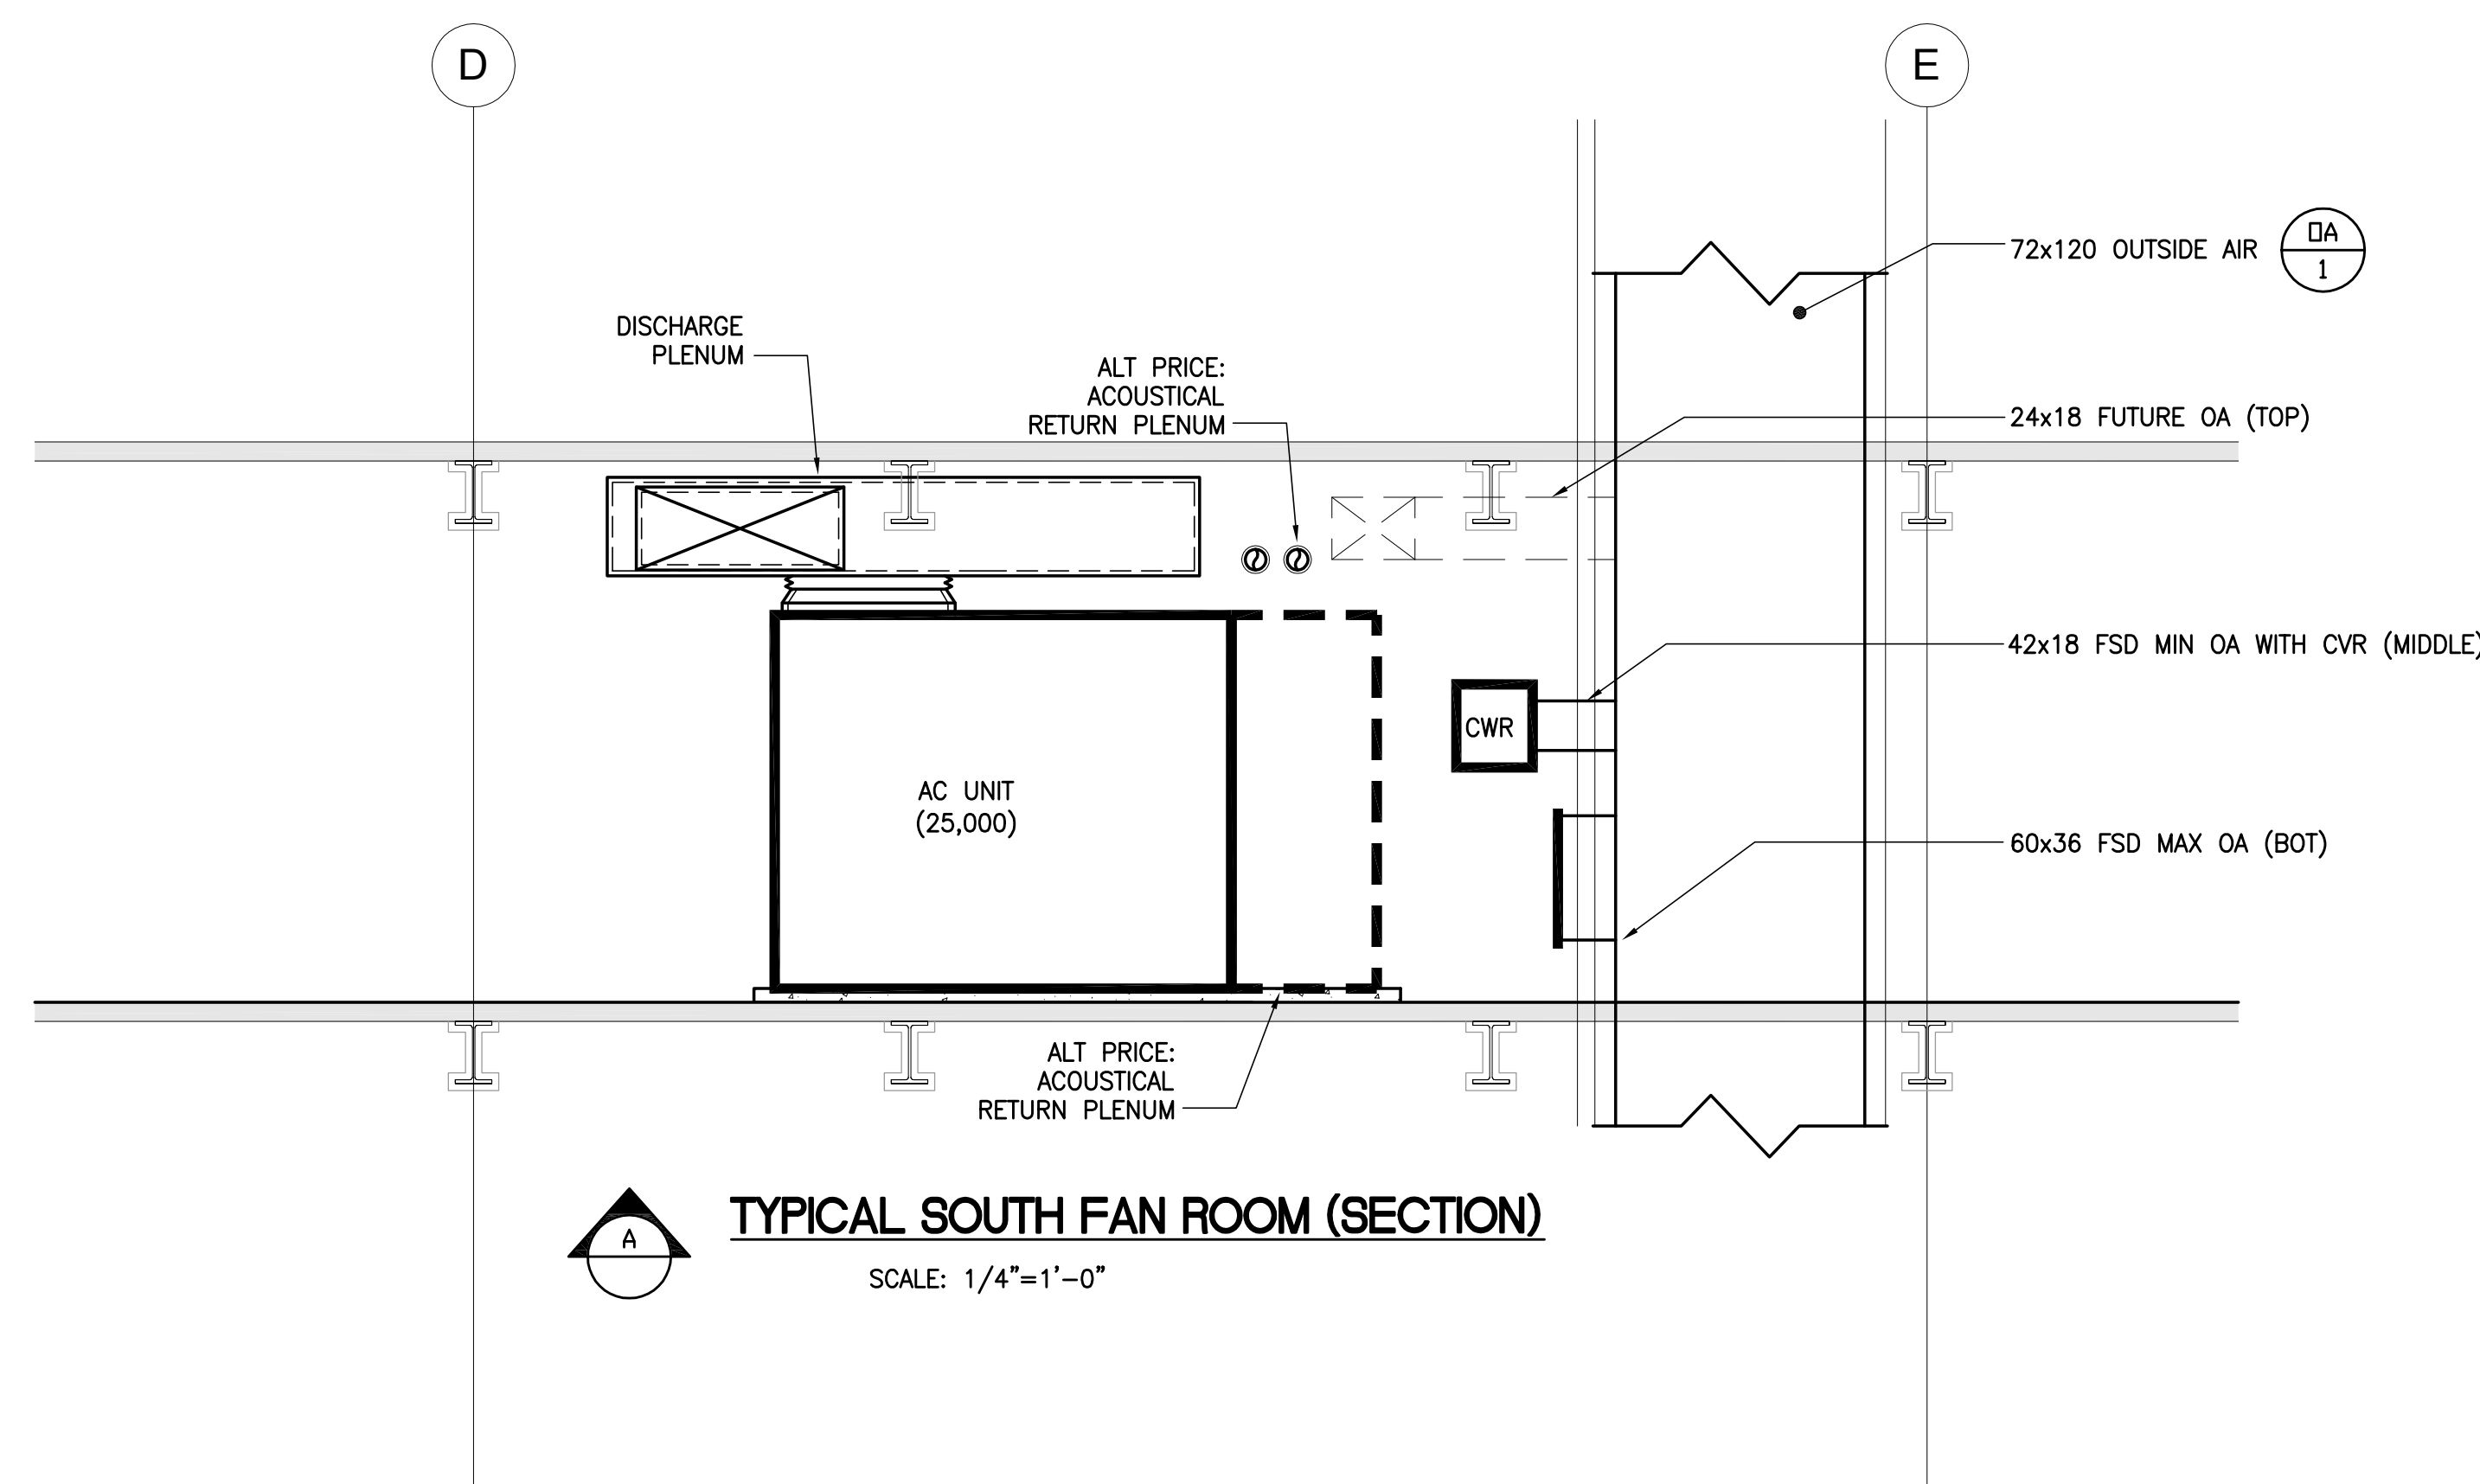 D
E
OA
1
72x120 OUTSIDE AIR
DISCHARGE
PLENUM
ALT PRICE:
ACOUSTICAL
RETURN PLENUM
24x18 FUTURE OA (TOP)
42x18 FSD MIN OA WITH CVR (MIDDLE)
CWR
AC UNIT
(25,000)
60x36 FSD MAX OA (BOT)
ALT PRICE:
ACOUSTICAL
RETURN PLENUM
A
TYPICAL SOUTH FAN ROOM (SECTION)
SCALE: 1/4"=1'-0"